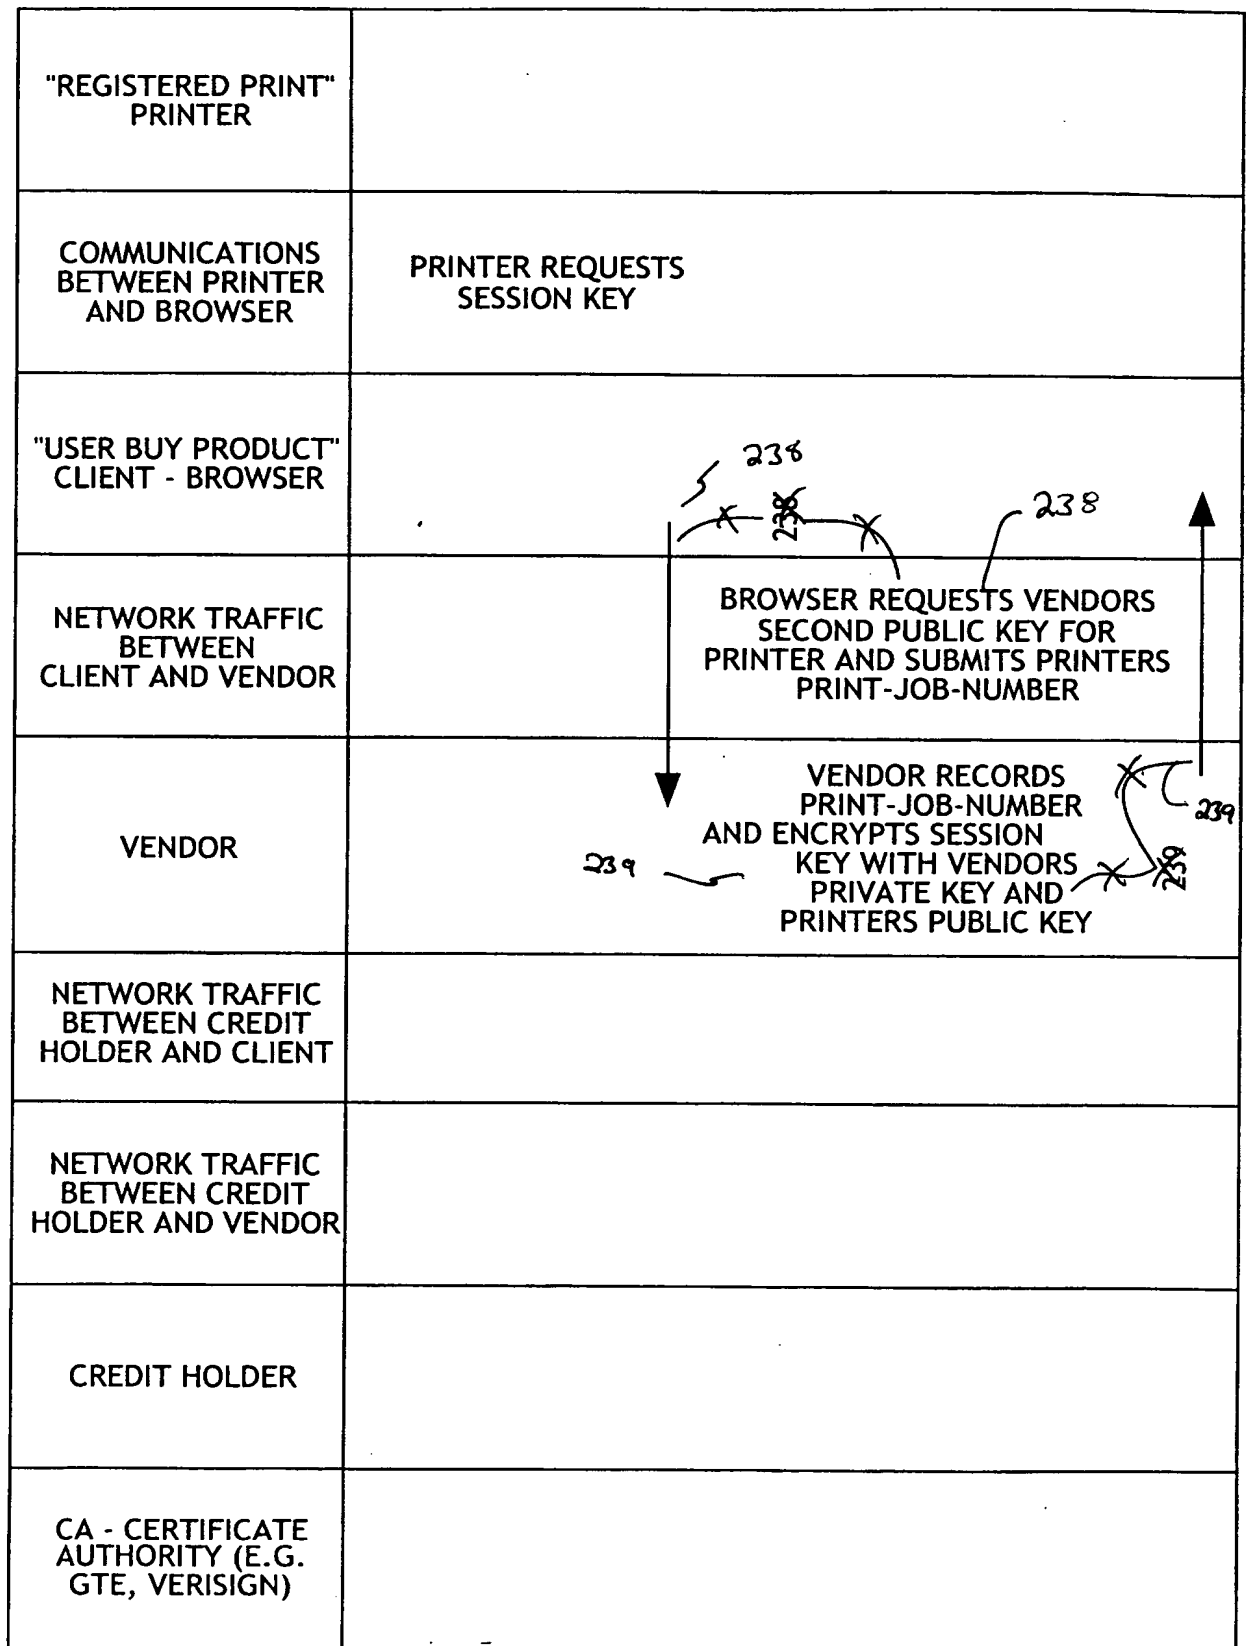 "REGISTERED PRINT"
PRINTER
COMMUNICATIONS
BETWEEN PRINTER
AND BROWSER
PRINTER REQUESTS
SESSION KEY
"USER BUY PRODUCT"
CLIENT - BROWSER
238
238
238
NETWORK TRAFFIC
BETWEEN
CLIENT AND VENDOR
BROWSER REQUESTS VENDORS
SECOND PUBLIC KEY FOR
PRINTER AND SUBMITS PRINTERS
PRINT-JOB-NUMBER
VENDOR
VENDOR RECORDS
PRINT-JOB-NUMBER
AND ENCRYPTS SESSION
KEY WITH VENDORS
PRIVATE KEY AND
PRINTERS PUBLIC KEY
239
239
239
NETWORK TRAFFIC
BETWEEN CREDIT
HOLDER AND CLIENT
NETWORK TRAFFIC
BETWEEN CREDIT
HOLDER AND VENDOR
CREDIT HOLDER
CA - CERTIFICATE
AUTHORITY (E.G.
GTE, VERISIGN)